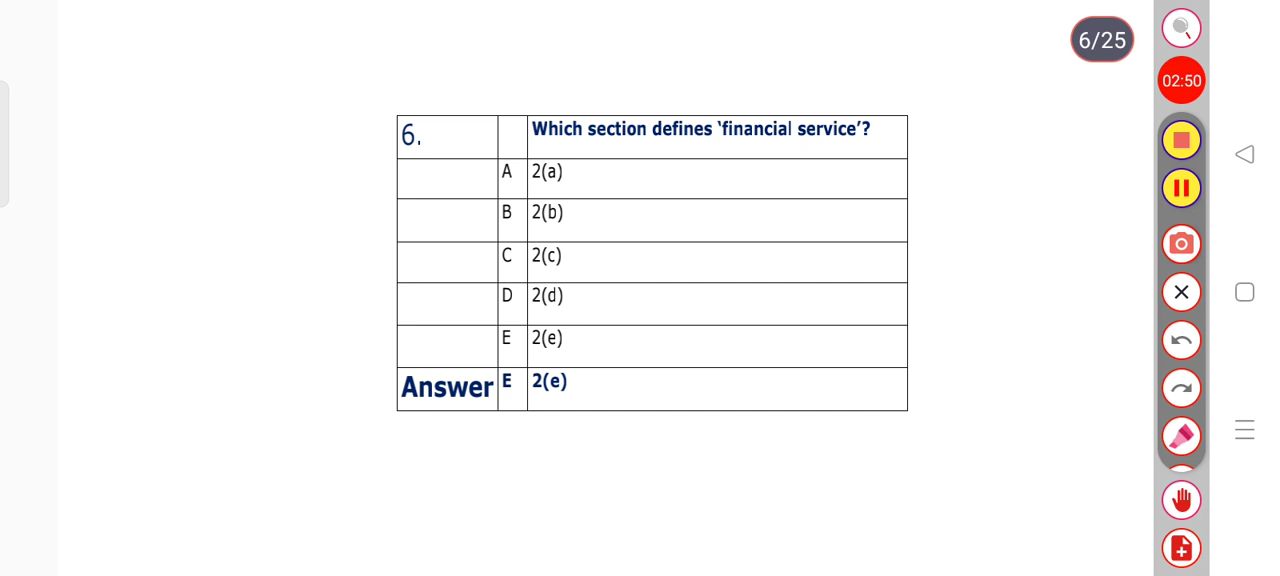 6/25
02:50
6. Which section defines ‘financial service’?
A 2(a)
B 2(b)
C 2(c)
D 2(d)
E 2(e)
Answer E 2(e)